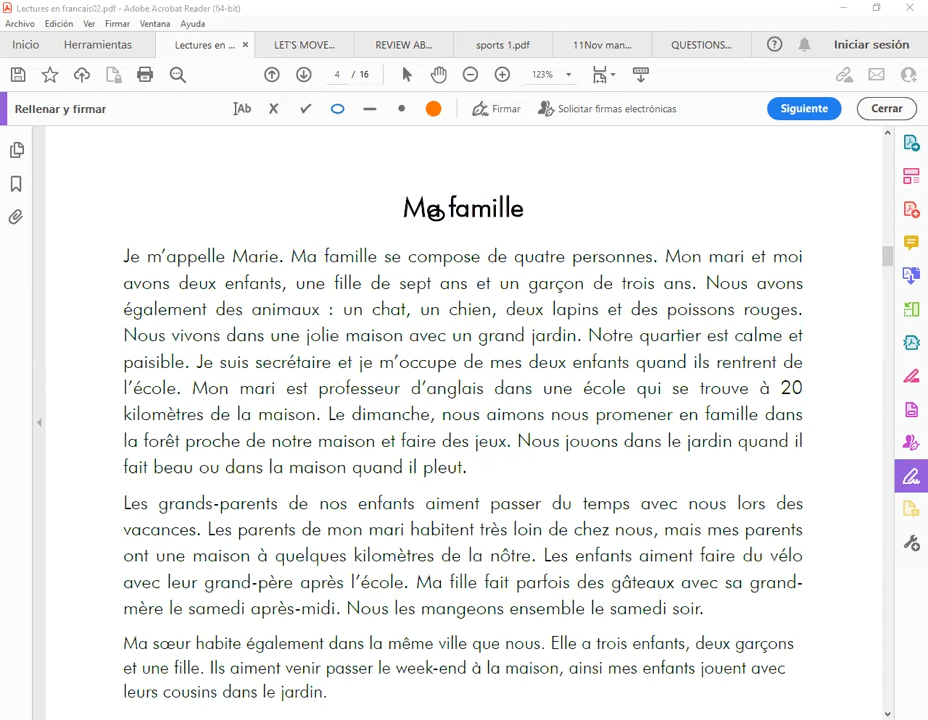 Lectures en francais02.pdf - Adobe Acrobat Reader (64-bit)
Archivo Edición Ver Firmar Ventana Ayuda
Inicio Herramientas Lectures en ... × LET'S MOVE... REVIEW AB... sports 1.pdf 11Nov man... QUESTIONS... Iniciar sesión
4 / 16 123%
Rellenar y firmar Ab Firmar Solicitar firmas electrónicas Siguiente Cerrar
Ma famille
Je m'appelle Marie. Ma famille se compose de quatre personnes. Mon mari et moi
avons deux enfants, une fille de sept ans et un garçon de trois ans. Nous avons
également des animaux : un chat, un chien, deux lapins et des poissons rouges.
Nous vivons dans une jolie maison avec un grand jardin. Notre quartier est calme et
paisible. Je suis secrétaire et je m'occupe de mes deux enfants quand ils rentrent de
l'école. Mon mari est professeur d'anglais dans une école qui se trouve à 20
kilomètres de la maison. Le dimanche, nous aimons nous promener en famille dans
la forêt proche de notre maison et faire des jeux. Nous jouons dans le jardin quand il
fait beau ou dans la maison quand il pleut.
Les grands-parents de nos enfants aiment passer du temps avec nous lors des
vacances. Les parents de mon mari habitent très loin de chez nous, mais mes parents
ont une maison à quelques kilomètres de la nôtre. Les enfants aiment faire du vélo
avec leur grand-père après l'école. Ma fille fait parfois des gâteaux avec sa grand-
mère le samedi après-midi. Nous les mangeons ensemble le samedi soir.
Ma sœur habite également dans la même ville que nous. Elle a trois enfants, deux garçons
et une fille. Ils aiment venir passer le week-end à la maison, ainsi mes enfants jouent avec
leurs cousins dans le jardin.